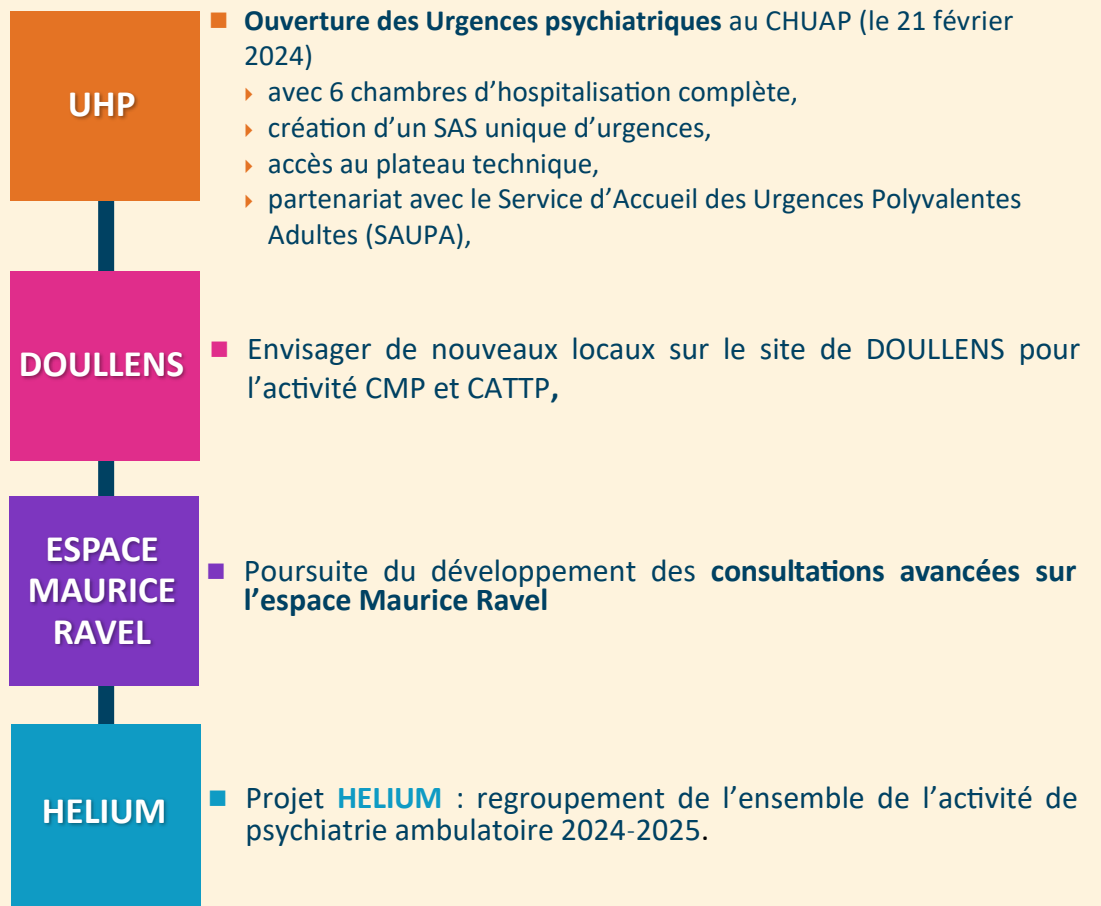 UHP
■ Ouverture des Urgences psychiatriques au CHUAP (le 21 février
2024)
‣ avec 6 chambres d’hospitalisation complète,
‣ création d’un SAS unique d’urgences,
‣ accès au plateau technique,
‣ partenariat avec le Service d’Accueil des Urgences Polyvalentes
Adultes (SAUPA),
DOULLENS
■ Envisager de nouveaux locaux sur le site de DOULLENS pour
l’activité CMP et CATTP,
ESPACE
MAURICE
RAVEL
■ Poursuite du développement des consultations avancées sur
l’espace Maurice Ravel
HELIUM
■ Projet HELIUM : regroupement de l’ensemble de l’activité de
psychiatrie ambulatoire 2024-2025.